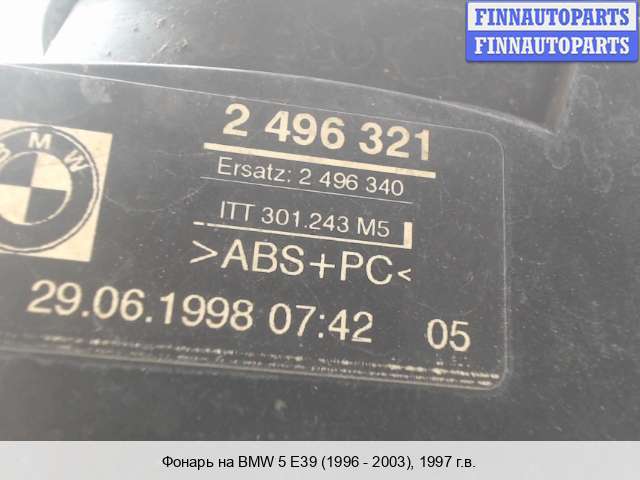 FINNAUTOPARTS
FINNAUTOPARTS
BMW
2 496 321
Ersatz: 2 496 340
ITT 301.243 M5
>ABS+PC<
29.06.1998 07:42 05
Фонарь на BMW 5 E39 (1996 - 2003), 1997 г.в.